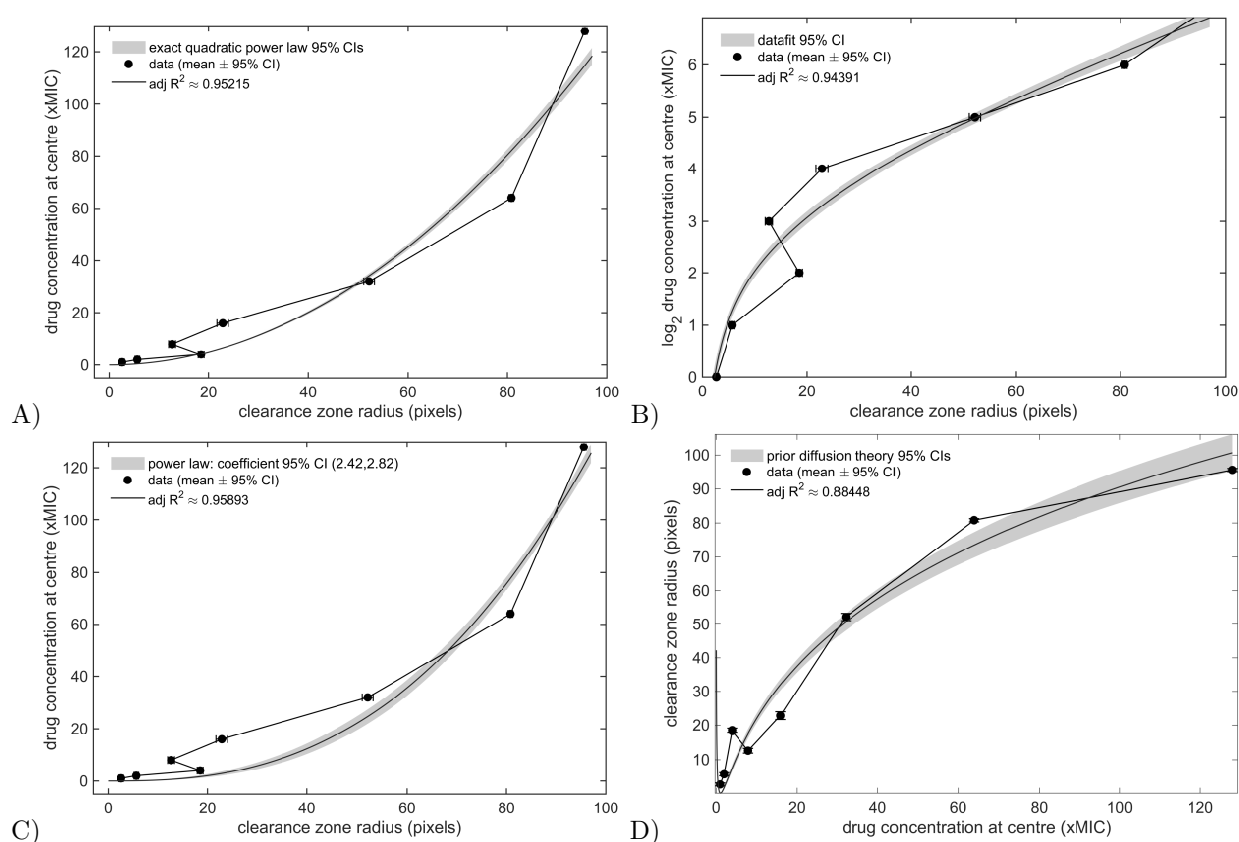 exact quadratic power law 95% CIs
data (mean ± 95% CI)
adj R² ≈ 0.95215
120
100
80
60
40
20
0
drug concentration at centre (xMIC)
0 20 40 60 80 100
clearance zone radius (pixels)
A)
datafit 95% CI
data (mean ± 95% CI)
adj R² ≈ 0.94391
6
5
4
3
2
1
0
log₂ drug concentration at centre (xMIC)
0 20 40 60 80 100
clearance zone radius (pixels)
B)
power law: coefficient 95% CI (2.42,2.82)
data (mean ± 95% CI)
adj R² ≈ 0.95893
120
100
80
60
40
20
0
drug concentration at centre (xMIC)
0 20 40 60 80 100
clearance zone radius (pixels)
C)
prior diffusion theory 95% CIs
data (mean ± 95% CI)
adj R² ≈ 0.88448
100
90
80
70
60
50
40
30
20
10
clearance zone radius (pixels)
0 20 40 60 80 100 120
drug concentration at centre (xMIC)
D)